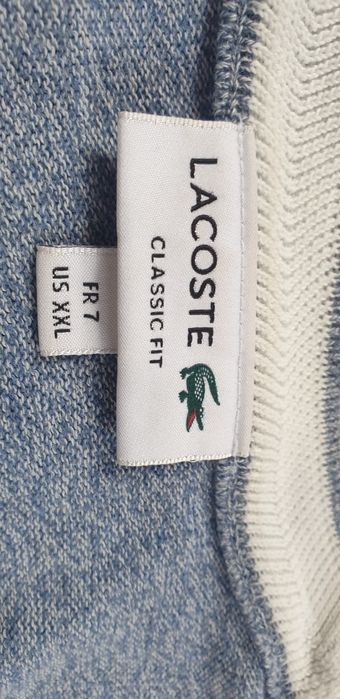 LACOSTE
CLASSIC FIT
FR 7
US XXL